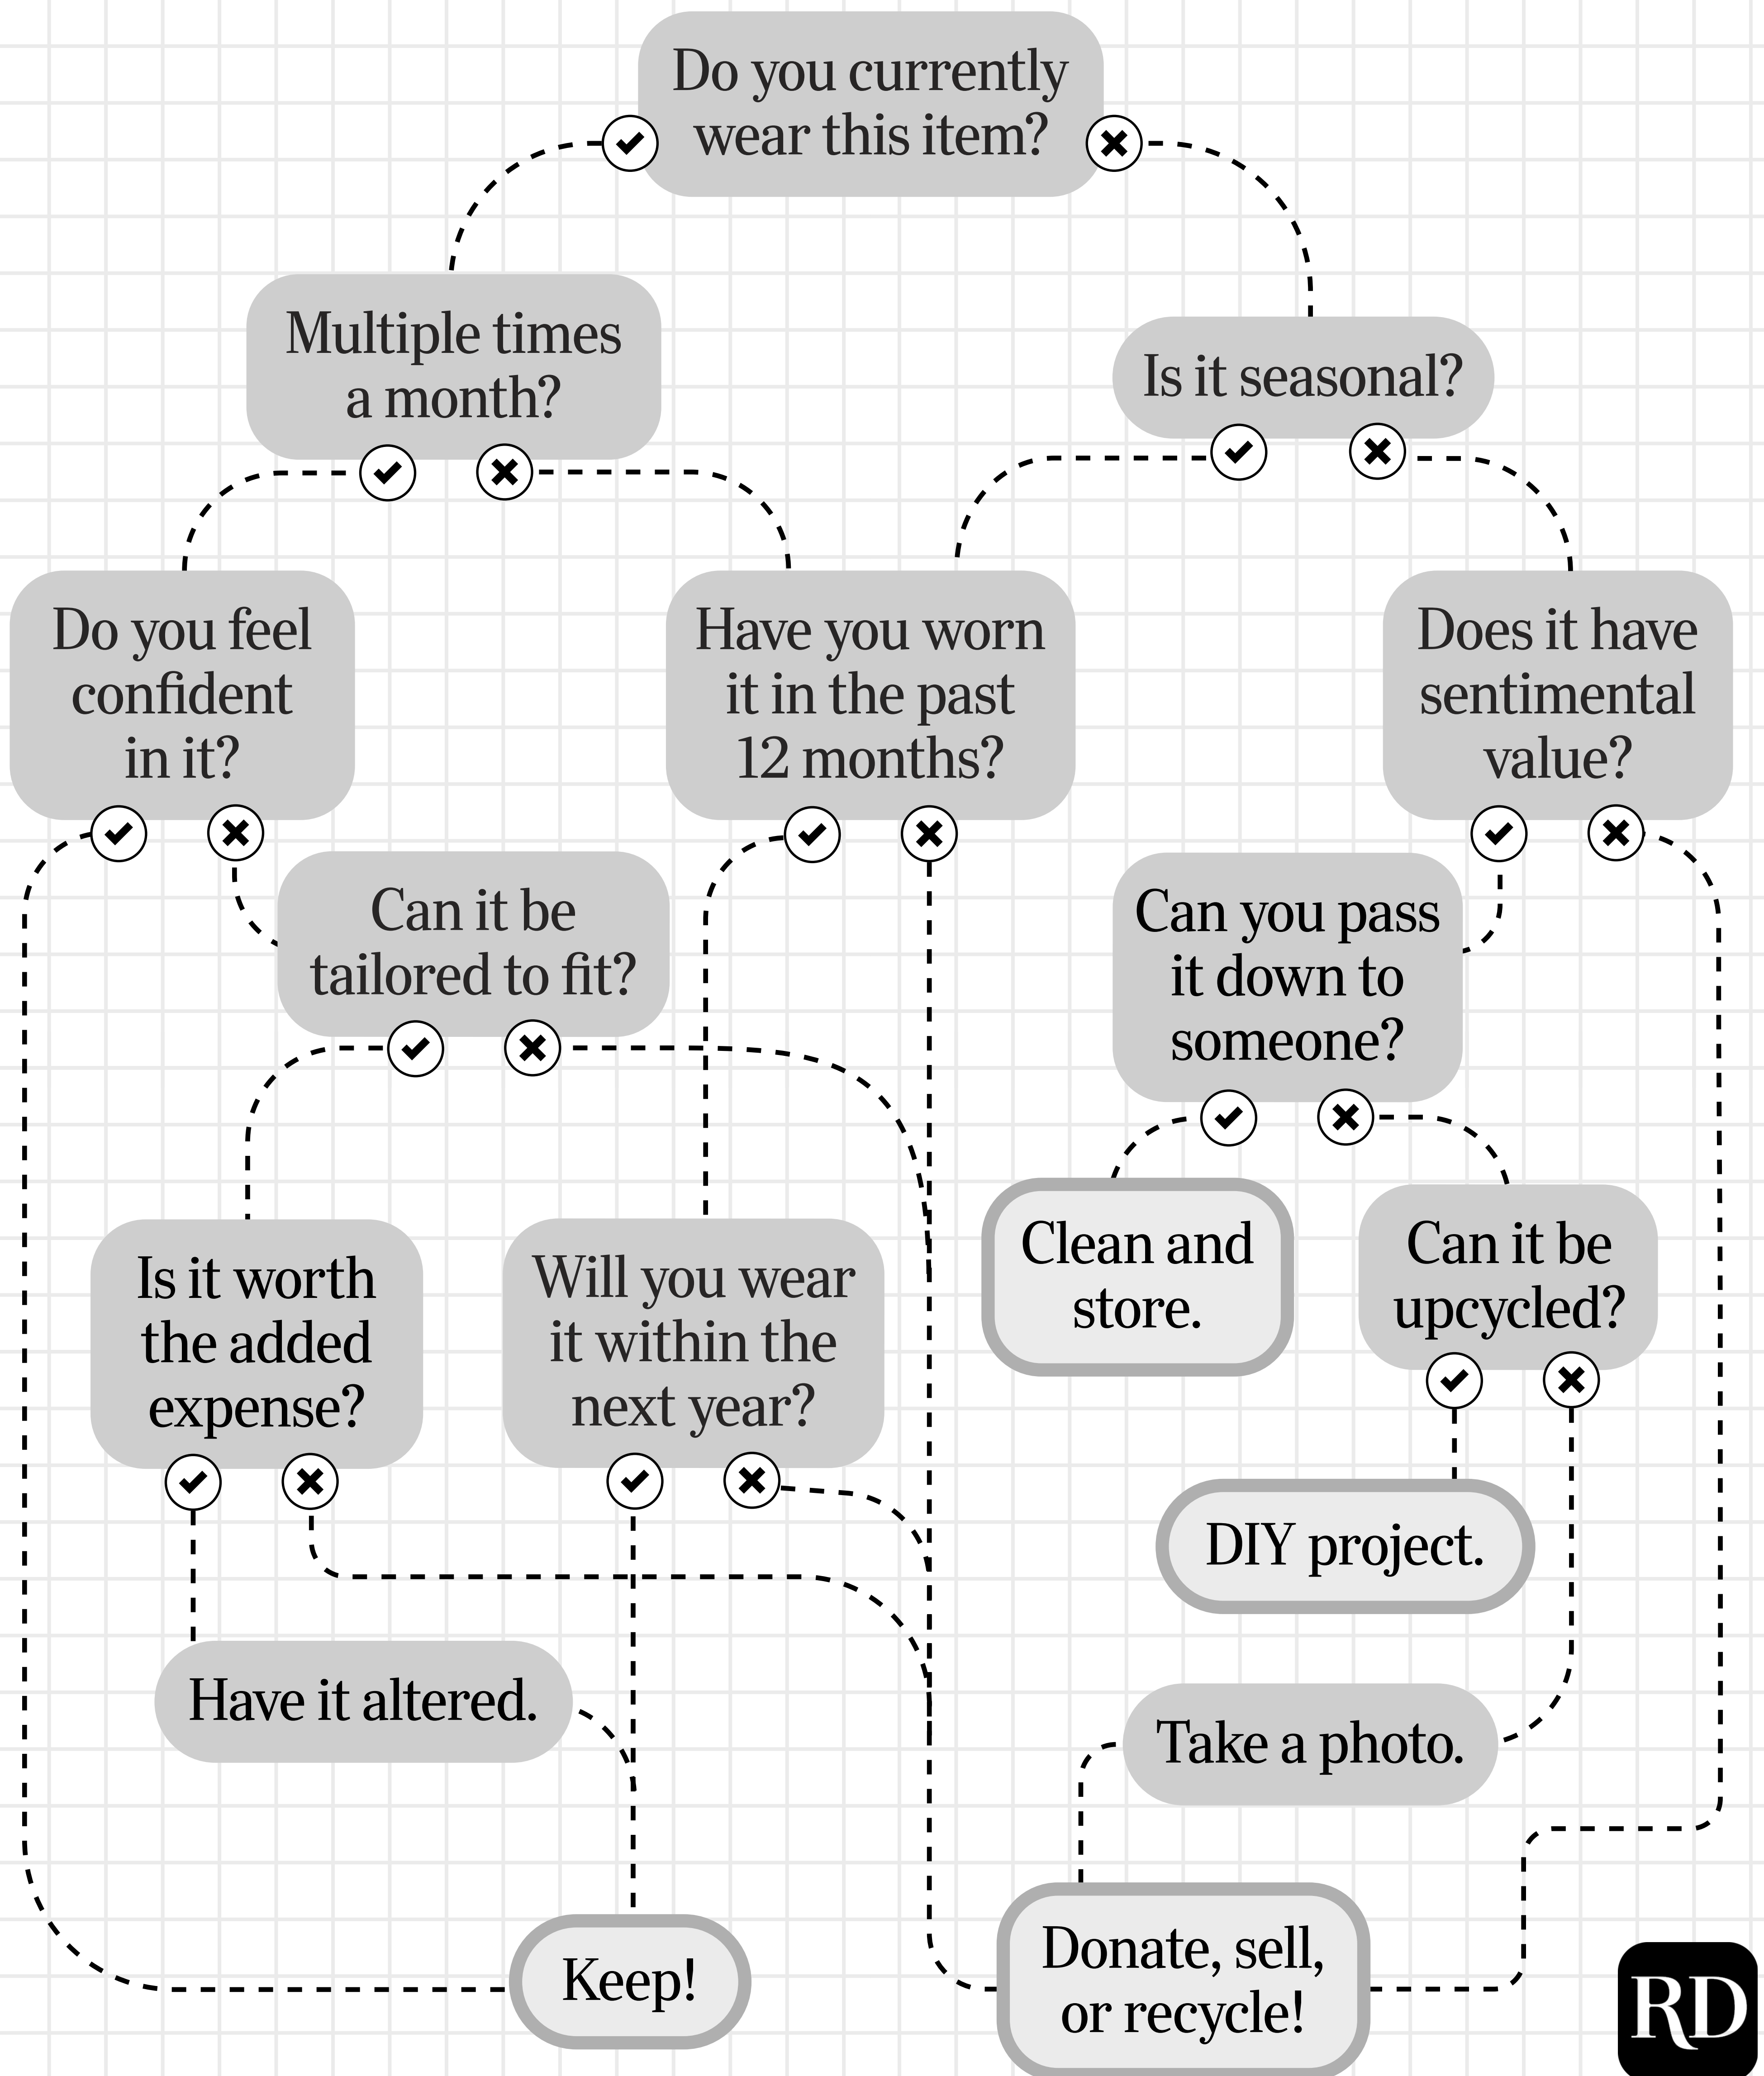 Do you currently
wear this item?
Multiple times
a month?
Is it seasonal?
Do you feel
confident
in it?
Have you worn
it in the past
12 months?
Does it have
sentimental
value?
Can it be
tailored to fit?
Can you pass
it down to
someone?
Is it worth
the added
expense?
Will you wear
it within the
next year?
Clean and
store.
Can it be
upcycled?
DIY project.
Have it altered.
Take a photo.
Keep!
Donate, sell,
or recycle!
RD